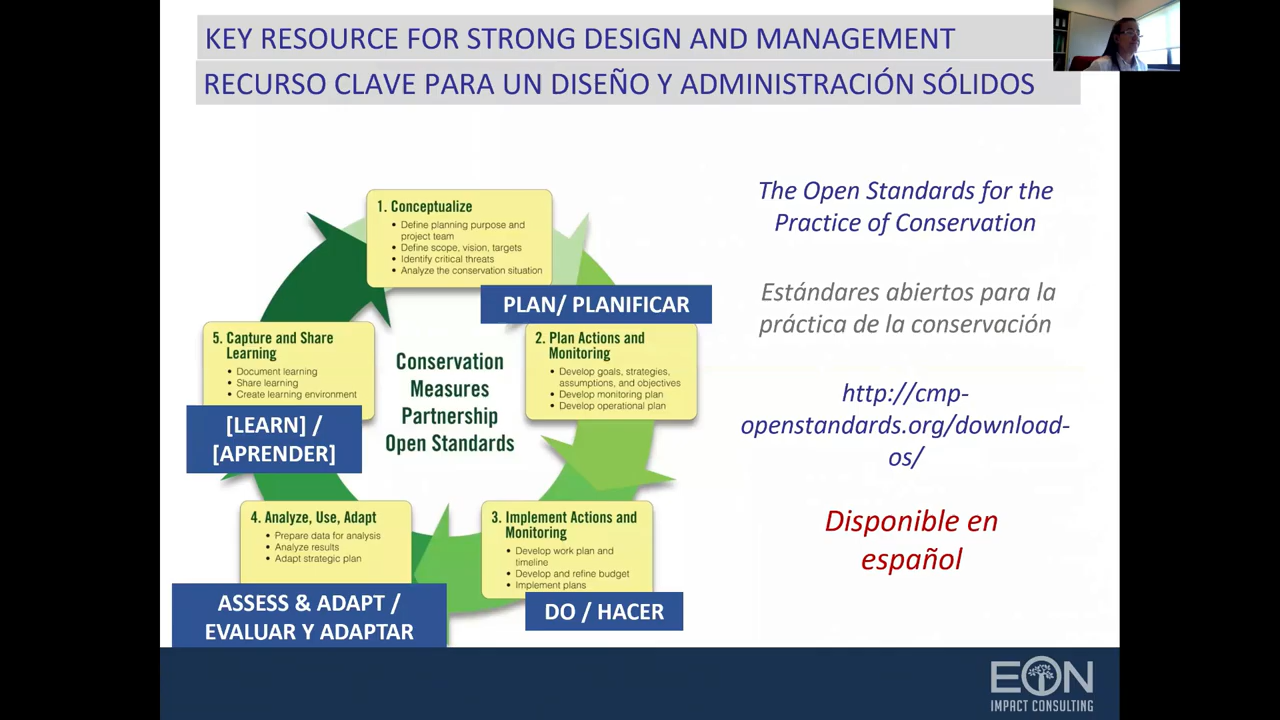 KEY RESOURCE FOR STRONG DESIGN AND MANAGEMENT
RECURSO CLAVE PARA UN DISEÑO Y ADMINISTRACIÓN SÓLIDOS
1. Conceptualize
• Define planning purpose and
project team
• Define scope, vision, targets
• Identify critical threats
• Analyze the conservation situation
PLAN/ PLANIFICAR
2. Plan Actions and
Monitoring
• Develop goals, strategies,
assumptions, and objectives
• Develop monitoring plan
• Develop operational plan
3. Implement Actions and
Monitoring
• Develop work plan and
timeline
• Develop and refine budget
• Implement plans
DO / HACER
4. Analyze, Use, Adapt
• Prepare data for analysis
• Analyze results
• Adapt strategic plan
ASSESS & ADAPT /
EVALUAR Y ADAPTAR
5. Capture and Share
Learning
• Document learning
• Share learning
• Create learning environment
[LEARN] /
[APRENDER]
Conservation
Measures
Partnership
Open Standards
The Open Standards for the
Practice of Conservation
Estándares abiertos para la
práctica de la conservación
http://cmp-
openstandards.org/download-
os/
Disponible en
español
EON
IMPACT CONSULTING